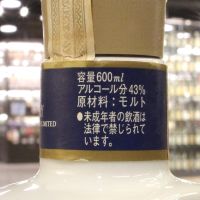 容量600ml
アルコール分43%
原材料:モルト
●未成年者の飲酒は
法律で禁じられて
います。
LIMITED